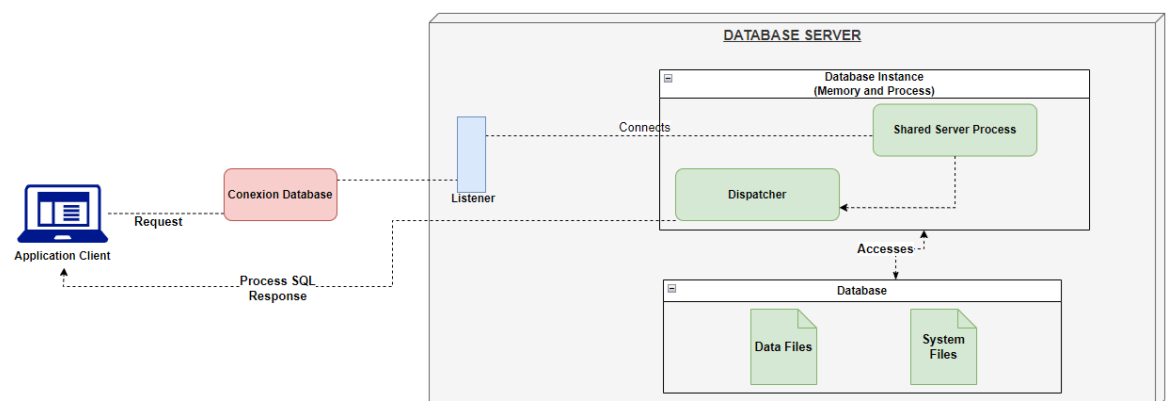 DATABASE SERVER
Database Instance
(Memory and Process)
Connects
Shared Server Process
Conexion Database
Listener
Dispatcher
Request
Application Client
Accesses
Process SQL
Response
Database
Data Files
System
Files